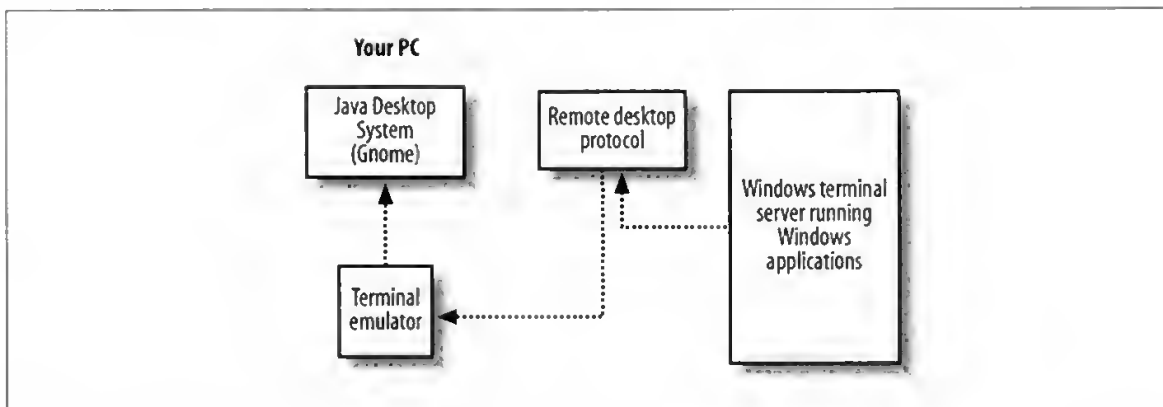 Your PC
Java Desktop
System
(Gnome)
Remote desktop
protocol
Windows terminal
server running
Windows
applications
Terminal
emulator